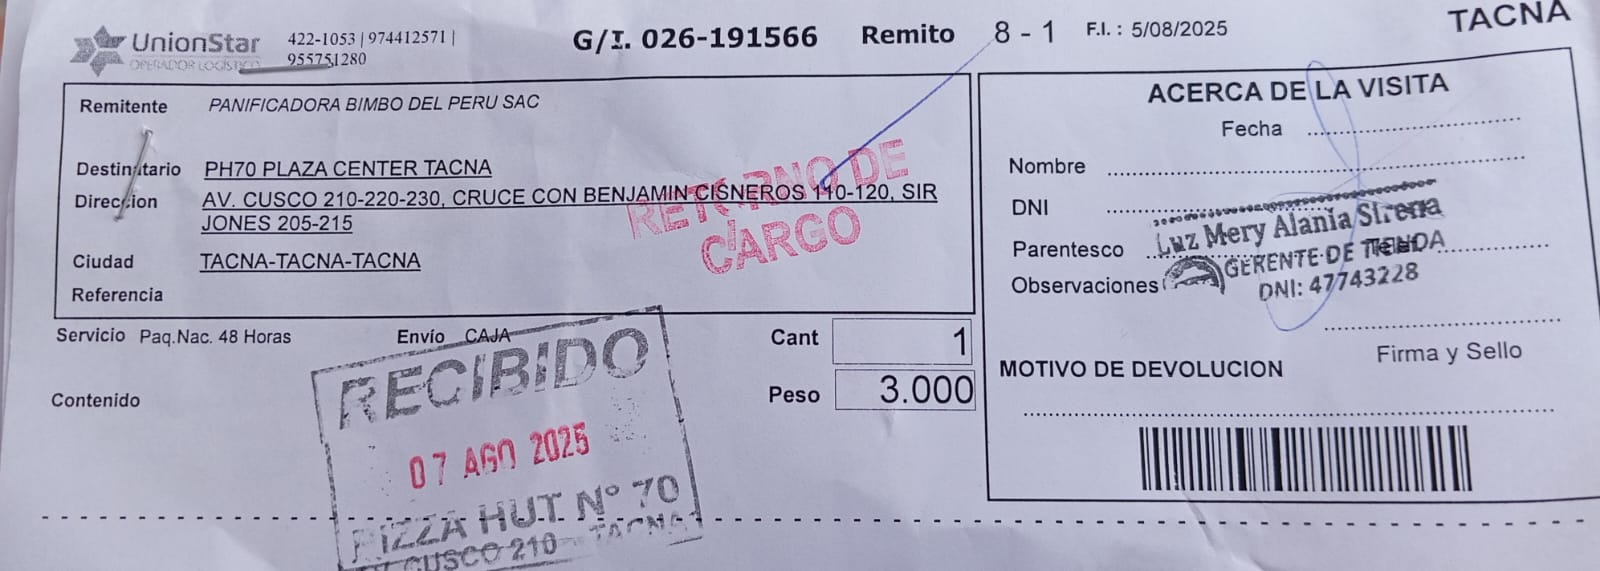 UnionStar
OPERADOR LOGÍSTICO
422-1053 | 974412571 |
955751280
G/I. 026-191566 Remito 8 - 1 F.I. : 5/08/2025
TACNA
Remitente PANIFICADORA BIMBO DEL PERU SAC
Destinatario PH70 PLAZA CENTER TACNA
Direccion AV. CUSCO 210-220-230, CRUCE CON BENJAMIN CISNEROS 110-120, SIR
JONES 205-215
Ciudad TACNA-TACNA-TACNA
Referencia
RETORNO DE
CARGO
Servicio Paq.Nac. 48 Horas Envío CAJA
Cant 1
Peso 3.000
Contenido
RECIBIDO
07 AGO 2025
PIZZA HUT N° 70
CUSCO 210 - TACNA
ACERCA DE LA VISITA
Fecha
Nombre
DNI
Parentesco
Observaciones
Luz Mery Alania Sirena
GERENTE DE TIENDA
DNI: 47743228
Firma y Sello
MOTIVO DE DEVOLUCION